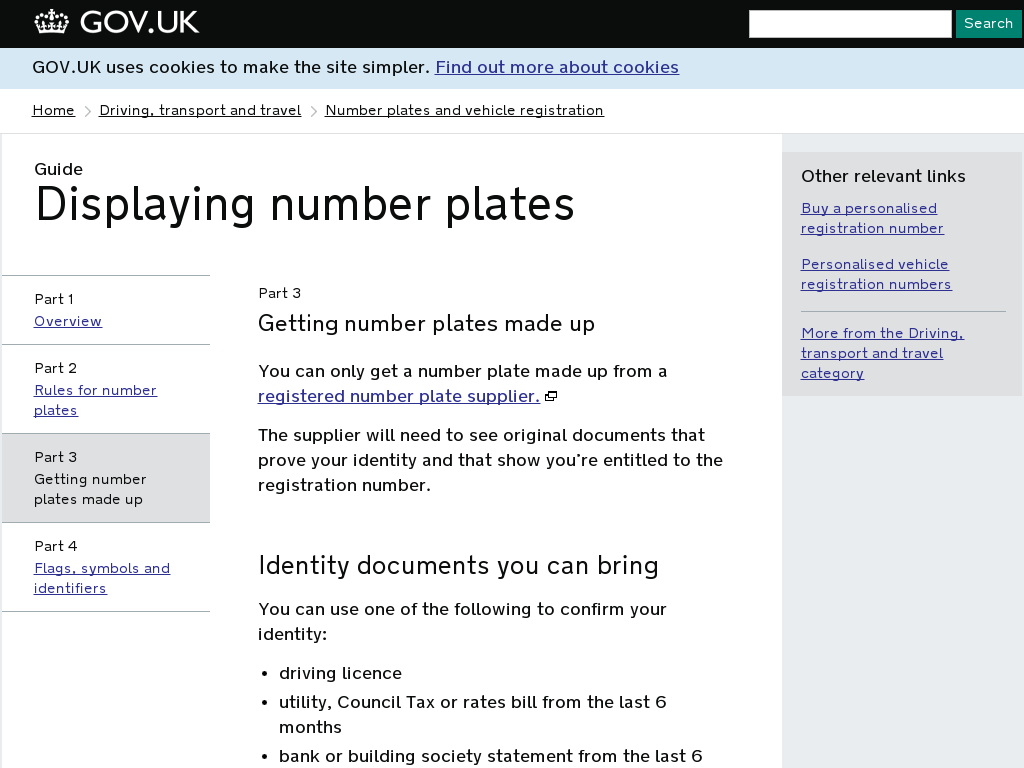 GOV.UK
Search
GOV.UK uses cookies to make the site simpler. Find out more about cookies
Home
Driving, transport and travel
Number plates and vehicle registration
Guide
Displaying number plates
Part 1
Overview
Part 2
Rules for number
plates
Part 3
Getting number
plates made up
Part 4
Flags, symbols and
identifiers
Part 3
Getting number plates made up
You can only get a number plate made up from a
registered number plate supplier.
The supplier will need to see original documents that
prove your identity and that show you're entitled to the
registration number.
Identity documents you can bring
You can use one of the following to confirm your
identity:
• driving licence
• utility, Council Tax or rates bill from the last 6
months
• bank or building society statement from the last 6
Other relevant links
Buy a personalised
registration number
Personalised vehicle
registration numbers
More from the Driving,
transport and travel
category